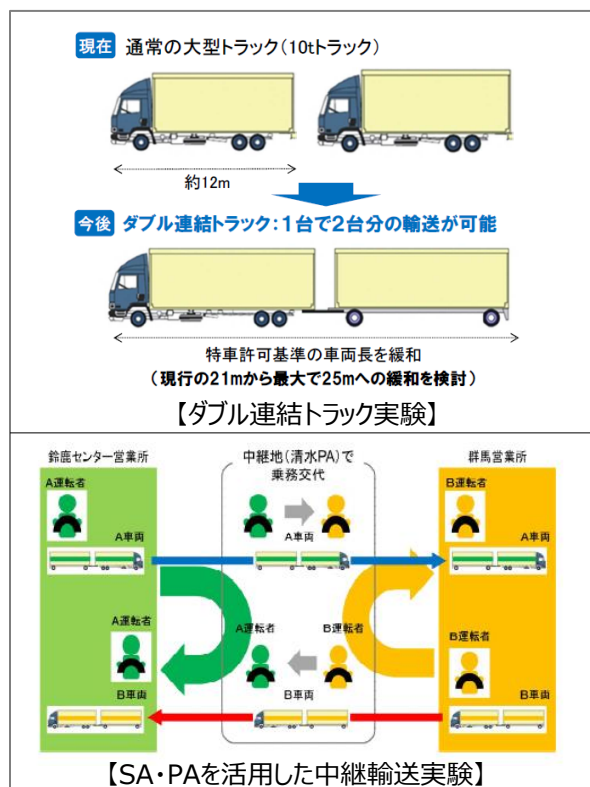 現在 通常の大型トラック(10tトラック)
約12m
今後 ダブル連結トラック:1台で2台分の輸送が可能
特車許可基準の車両長を緩和
(現行の21mから最大で25mへの緩和を検討)
【ダブル連結トラック実験】
鈴鹿センター営業所
中継地(清水PA)で
乗務交代
群馬営業所
A運転者
B運転者
A車両
A車両
A車両
A運転者
A運転者
B運転者
B運転者
B車両
B車両
B車両
【SA・PAを活用した中継輸送実験】